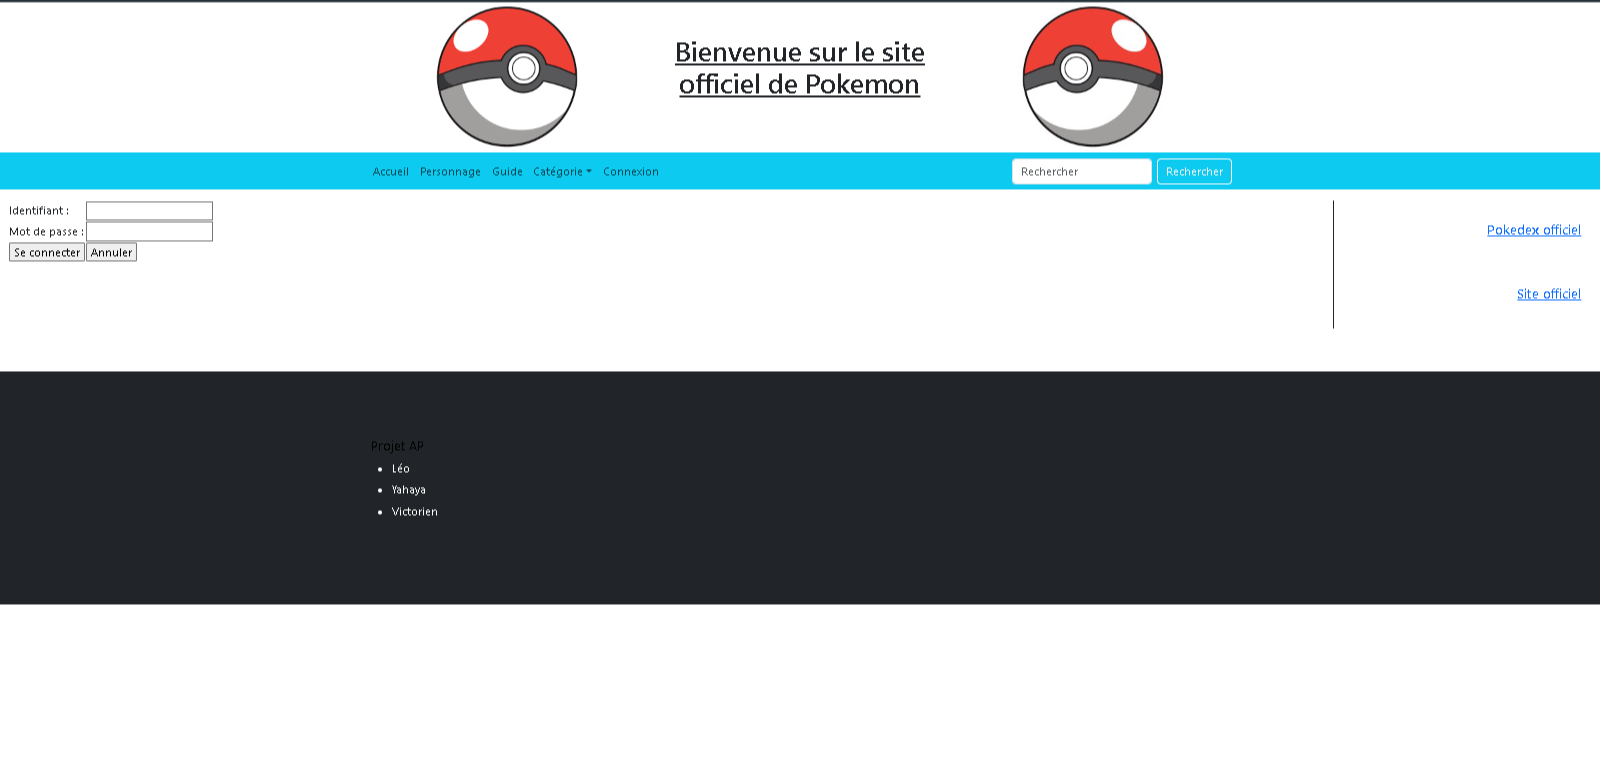 Bienvenue sur le site
officiel de Pokemon
Accueil Personnage Guide Catégorie Connexion Rechercher Rechercher
Identifiant :
Mot de passe :
Se connecter Annuler
Pokedex officiel
Site officiel
Projet AP
Léo
Yahaya
Victorien